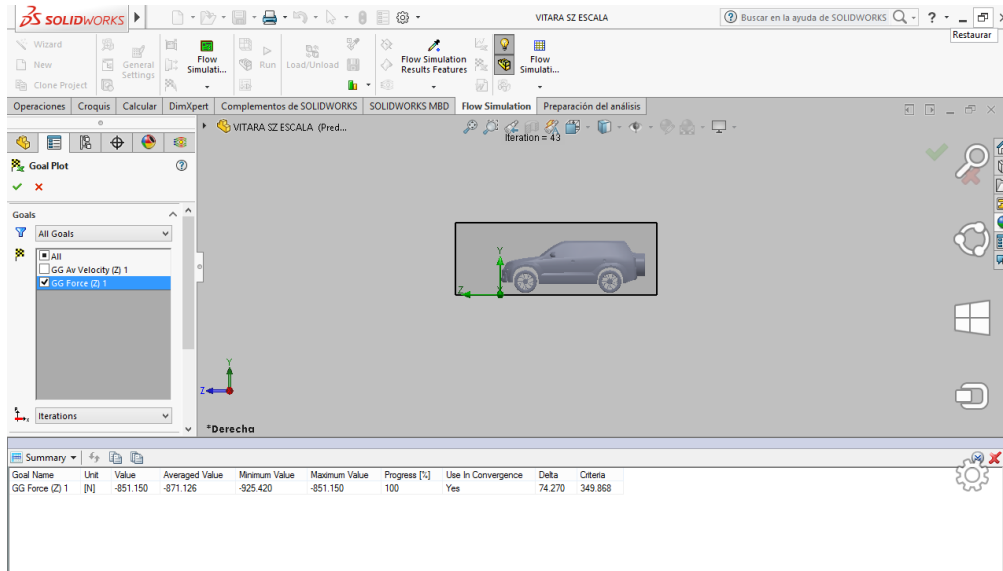 SOLIDWORKS
VITARA SZ ESCALA
Buscar en la ayuda de SOLIDWORKS
?
Restaurar
Wizard
New
Clone Project
General Settings
Flow Simulati...
Run
Load/Unload
Flow Simulation Results Features
Flow Simulati...
Operaciones Croquis Calcular DimXpert Complementos de SOLIDWORKS SOLIDWORKS MBD Flow Simulation Preparación del análisis
VITARA SZ ESCALA (Pred...
Iteration = 43
Goal Plot
?
Goals
All Goals
All
GG Av Velocity (Z) 1
GG Force (Z) 1
Iterations
Y
Z
Y
Z
*Derecha
Summary
Goal Name Unit Value Averaged Value Minimum Value Maximum Value Progress [%] Use In Convergence Delta Criteria
GG Force (Z) 1 [N] -851.150 -871.126 -925.420 -851.150 100 Yes 74.270 349.868